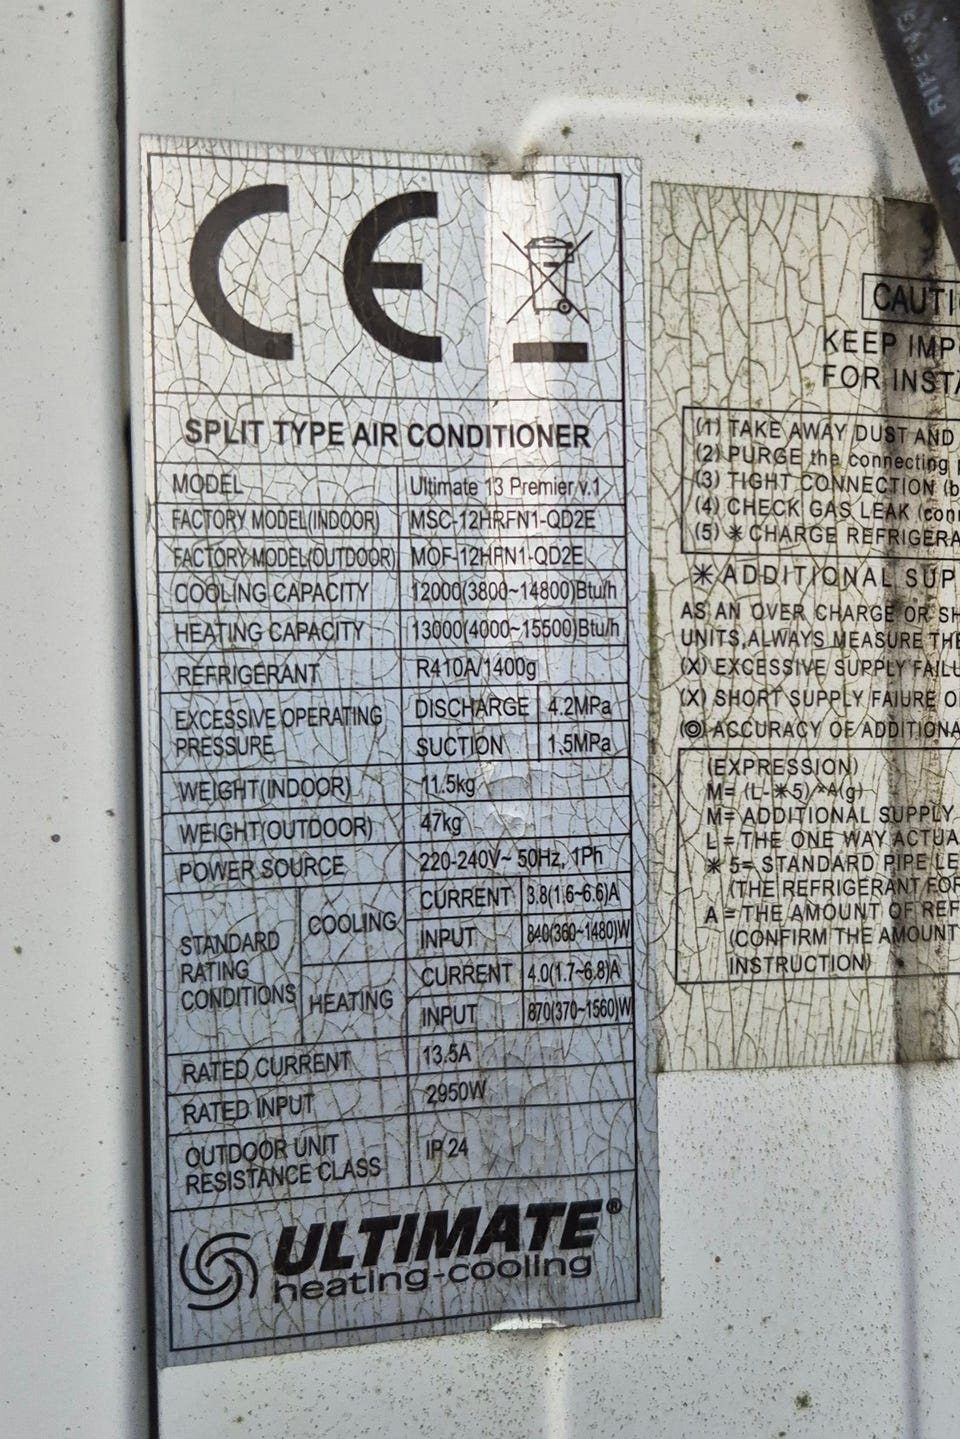 CE
SPLIT TYPE AIR CONDITIONER
MODEL Ultimate 13 Premier v.1
FACTORY MODEL(INDOOR) MSC-12HRFN1-QD2E
FACTORY MODEL(OUTDOOR) MOF-12HFN1-QD2E
COOLING CAPACITY 12000(3800~14800)Btu/h
HEATING CAPACITY 13000(4000~15500)Btu/h
REFRIGERANT R410A/1400g
EXCESSIVE OPERATING PRESSURE DISCHARGE 4.2MPa
SUCTION 1.5MPa
WEIGHT(INDOOR) 11.5kg
WEIGHT(OUTDOOR) 47kg
POWER SOURCE 220-240V~ 50Hz, 1Ph
STANDARD RATING CONDITIONS COOLING CURRENT 3.8(1.6~6.6)A
INPUT 840(360~1480)W
HEATING CURRENT 4.0(1.7~6.8)A
INPUT 870(370~1560)W
RATED CURRENT 13.5A
RATED INPUT 2950W
OUTDOOR UNIT RESISTANCE CLASS IP 24
ULTIMATE®
heating-cooling
KEEP
FOR
(1) TAKE AWAY DUST AND
(2) PURGE the connecting
(3) TIGHT CONNECTION
(4) CHECK GAS LEAK
(5) ✳ CHARGE
✳ ADDITIONAL
AS AN OVER CHARGE OR
UNITS,ALWAYS MEASURE
(X) EXCESSIVE SUPPLY
(X) SHORT SUPPLY FAIURE
◎ ACCURACY OF
(EXPRESSION)
M= (L-✳5)×A(g)
M= ADDITIONAL SUPPLY
L = THE ONE WAY
✳ 5= STANDARD PIPE
(THE REFRIGERANT FOR
A = THE AMOUNT OF
(CONFIRM THE AMOUNT
INSTRUCTION)
RIFENG